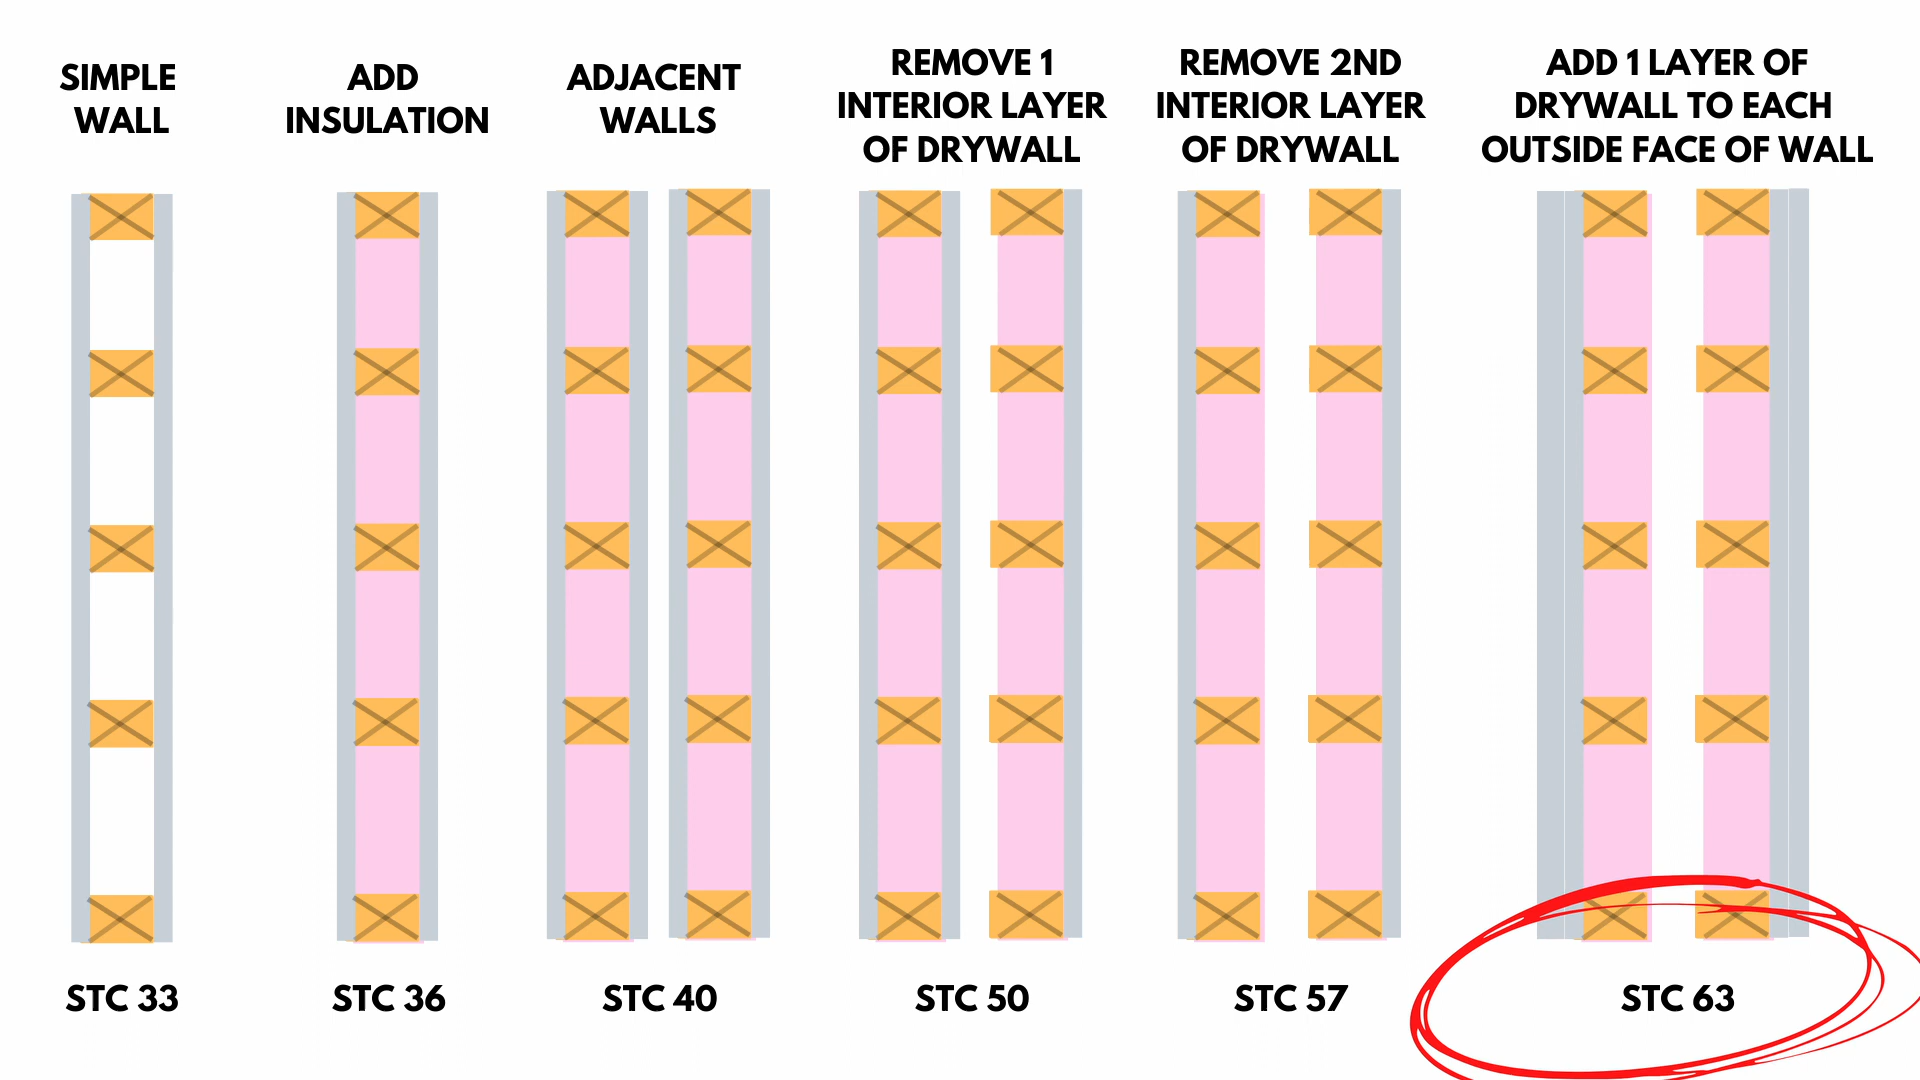 SIMPLE
WALL
ADD
INSULATION
ADJACENT
WALLS
REMOVE 1
INTERIOR LAYER
OF DRYWALL
REMOVE 2ND
INTERIOR LAYER
OF DRYWALL
ADD 1 LAYER OF
DRYWALL TO EACH
OUTSIDE FACE OF WALL
STC 33
STC 36
STC 40
STC 50
STC 57
STC 63